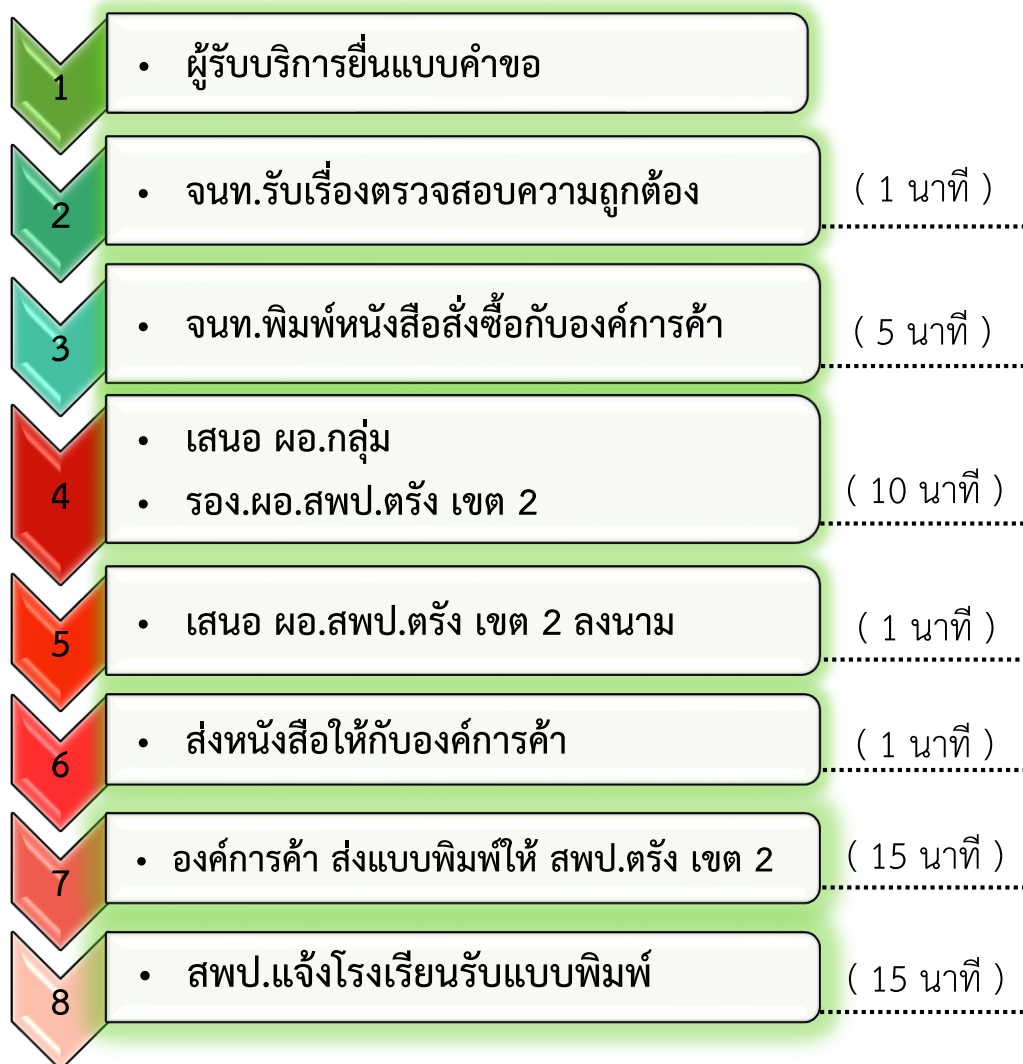 1
• ผู้รับบริการยื่นแบบคำขอ
2
• จนท.รับเรื่องตรวจสอบความถูกต้อง
( 1 นาที )
3
• จนท.พิมพ์หนังสือสั่งซื้อกับองค์การค้า
( 5 นาที )
4
• เสนอ ผอ.กลุ่ม
• รอง.ผอ.สพป.ตรัง เขต 2
( 10 นาที )
5
• เสนอ ผอ.สพป.ตรัง เขต 2 ลงนาม
( 1 นาที )
6
• ส่งหนังสือให้กับองค์การค้า
( 1 นาที )
7
• องค์การค้า ส่งแบบพิมพ์ให้ สพป.ตรัง เขต 2
( 15 นาที )
8
• สพป.แจ้งโรงเรียนรับแบบพิมพ์
( 15 นาที )